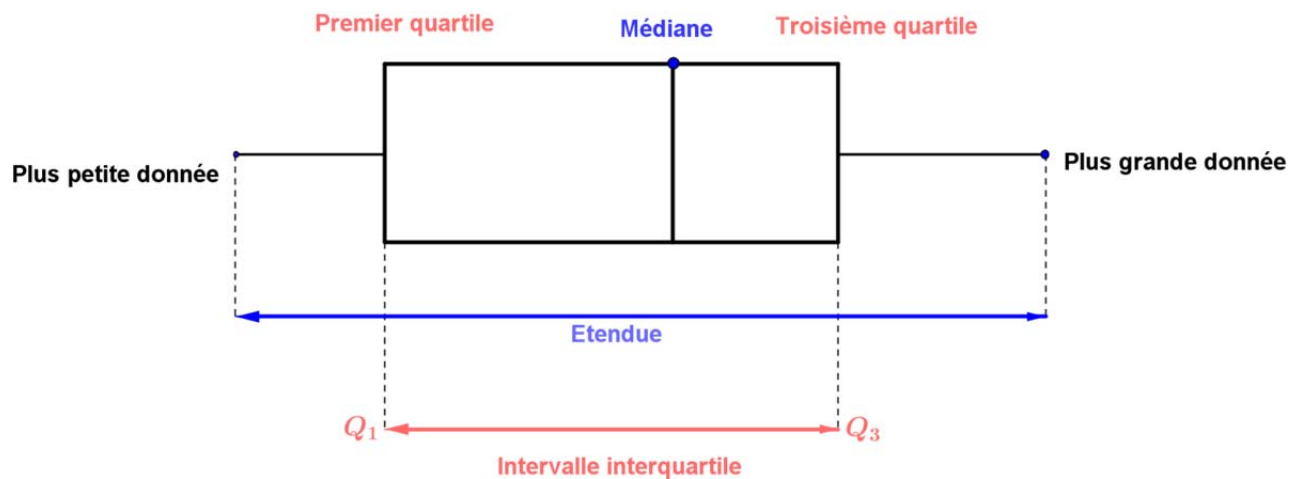 Premier quartile
Médiane
Troisième quartile
Plus petite donnée
Plus grande donnée
Etendue
Q₁
Q₃
Intervalle interquartile